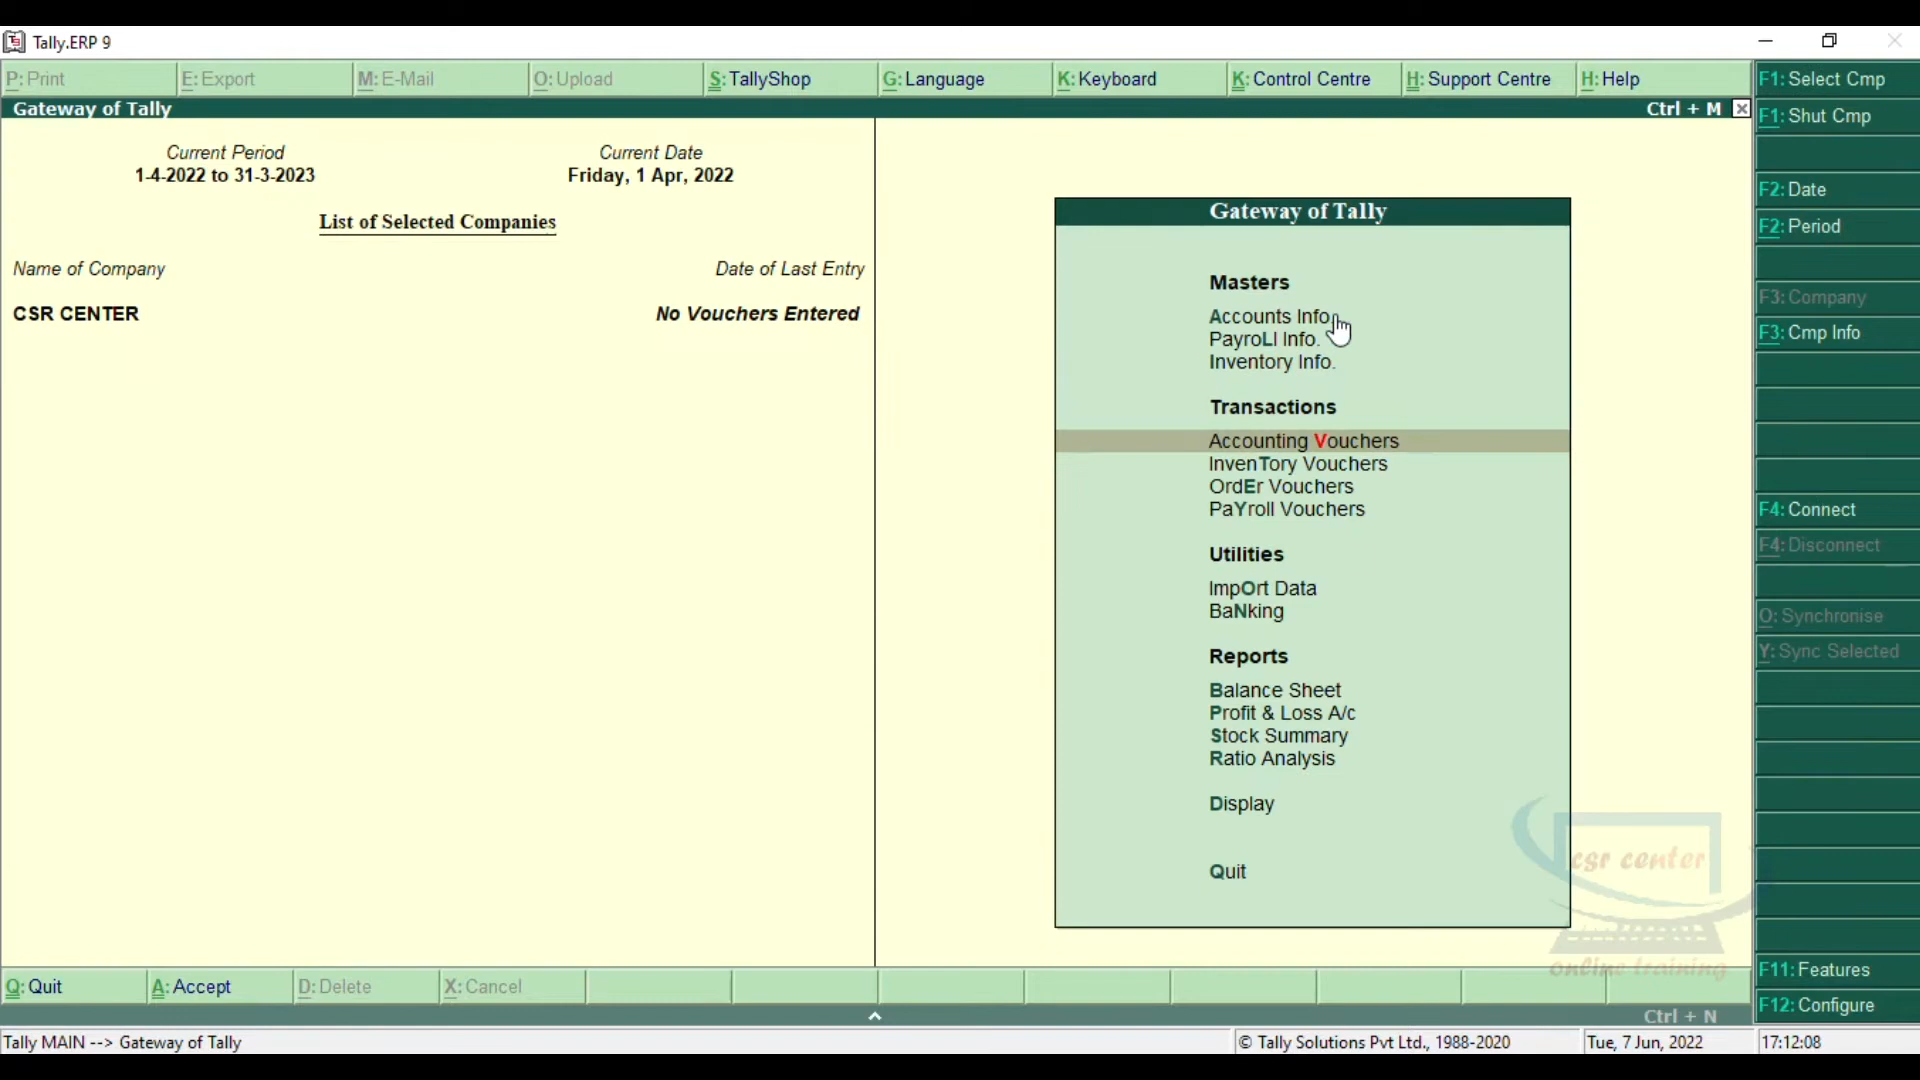 Tally.ERP 9
P: Print
E: Export
M: E-Mail
O: Upload
S: TallyShop
G: Language
K: Keyboard
K: Control Centre
H: Support Centre
H: Help
Gateway of Tally
Ctrl + M
Current Period
1-4-2022 to 31-3-2023
Current Date
Friday, 1 Apr, 2022
List of Selected Companies
Name of Company
Date of Last Entry
CSR CENTER
No Vouchers Entered
Gateway of Tally
Masters
Accounts Info.
PayroLl Info.
Inventory Info.
Transactions
Accounting Vouchers
InvenTory Vouchers
OrdEr Vouchers
PaYroll Vouchers
Utilities
ImpOrt Data
BaNking
Reports
Balance Sheet
Profit & Loss A/c
Stock Summary
Ratio Analysis
Display
Quit
F1: Select Cmp
F1: Shut Cmp
F2: Date
F2: Period
F3: Company
F3: Cmp Info
F4: Connect
F4: Disconnect
O: Synchronise
Y: Sync Selected
F11: Features
F12: Configure
csr center
online training
Q: Quit
A: Accept
D: Delete
X: Cancel
Ctrl + N
Tally MAIN --> Gateway of Tally
© Tally Solutions Pvt Ltd., 1988-2020
Tue, 7 Jun, 2022
17:12:08